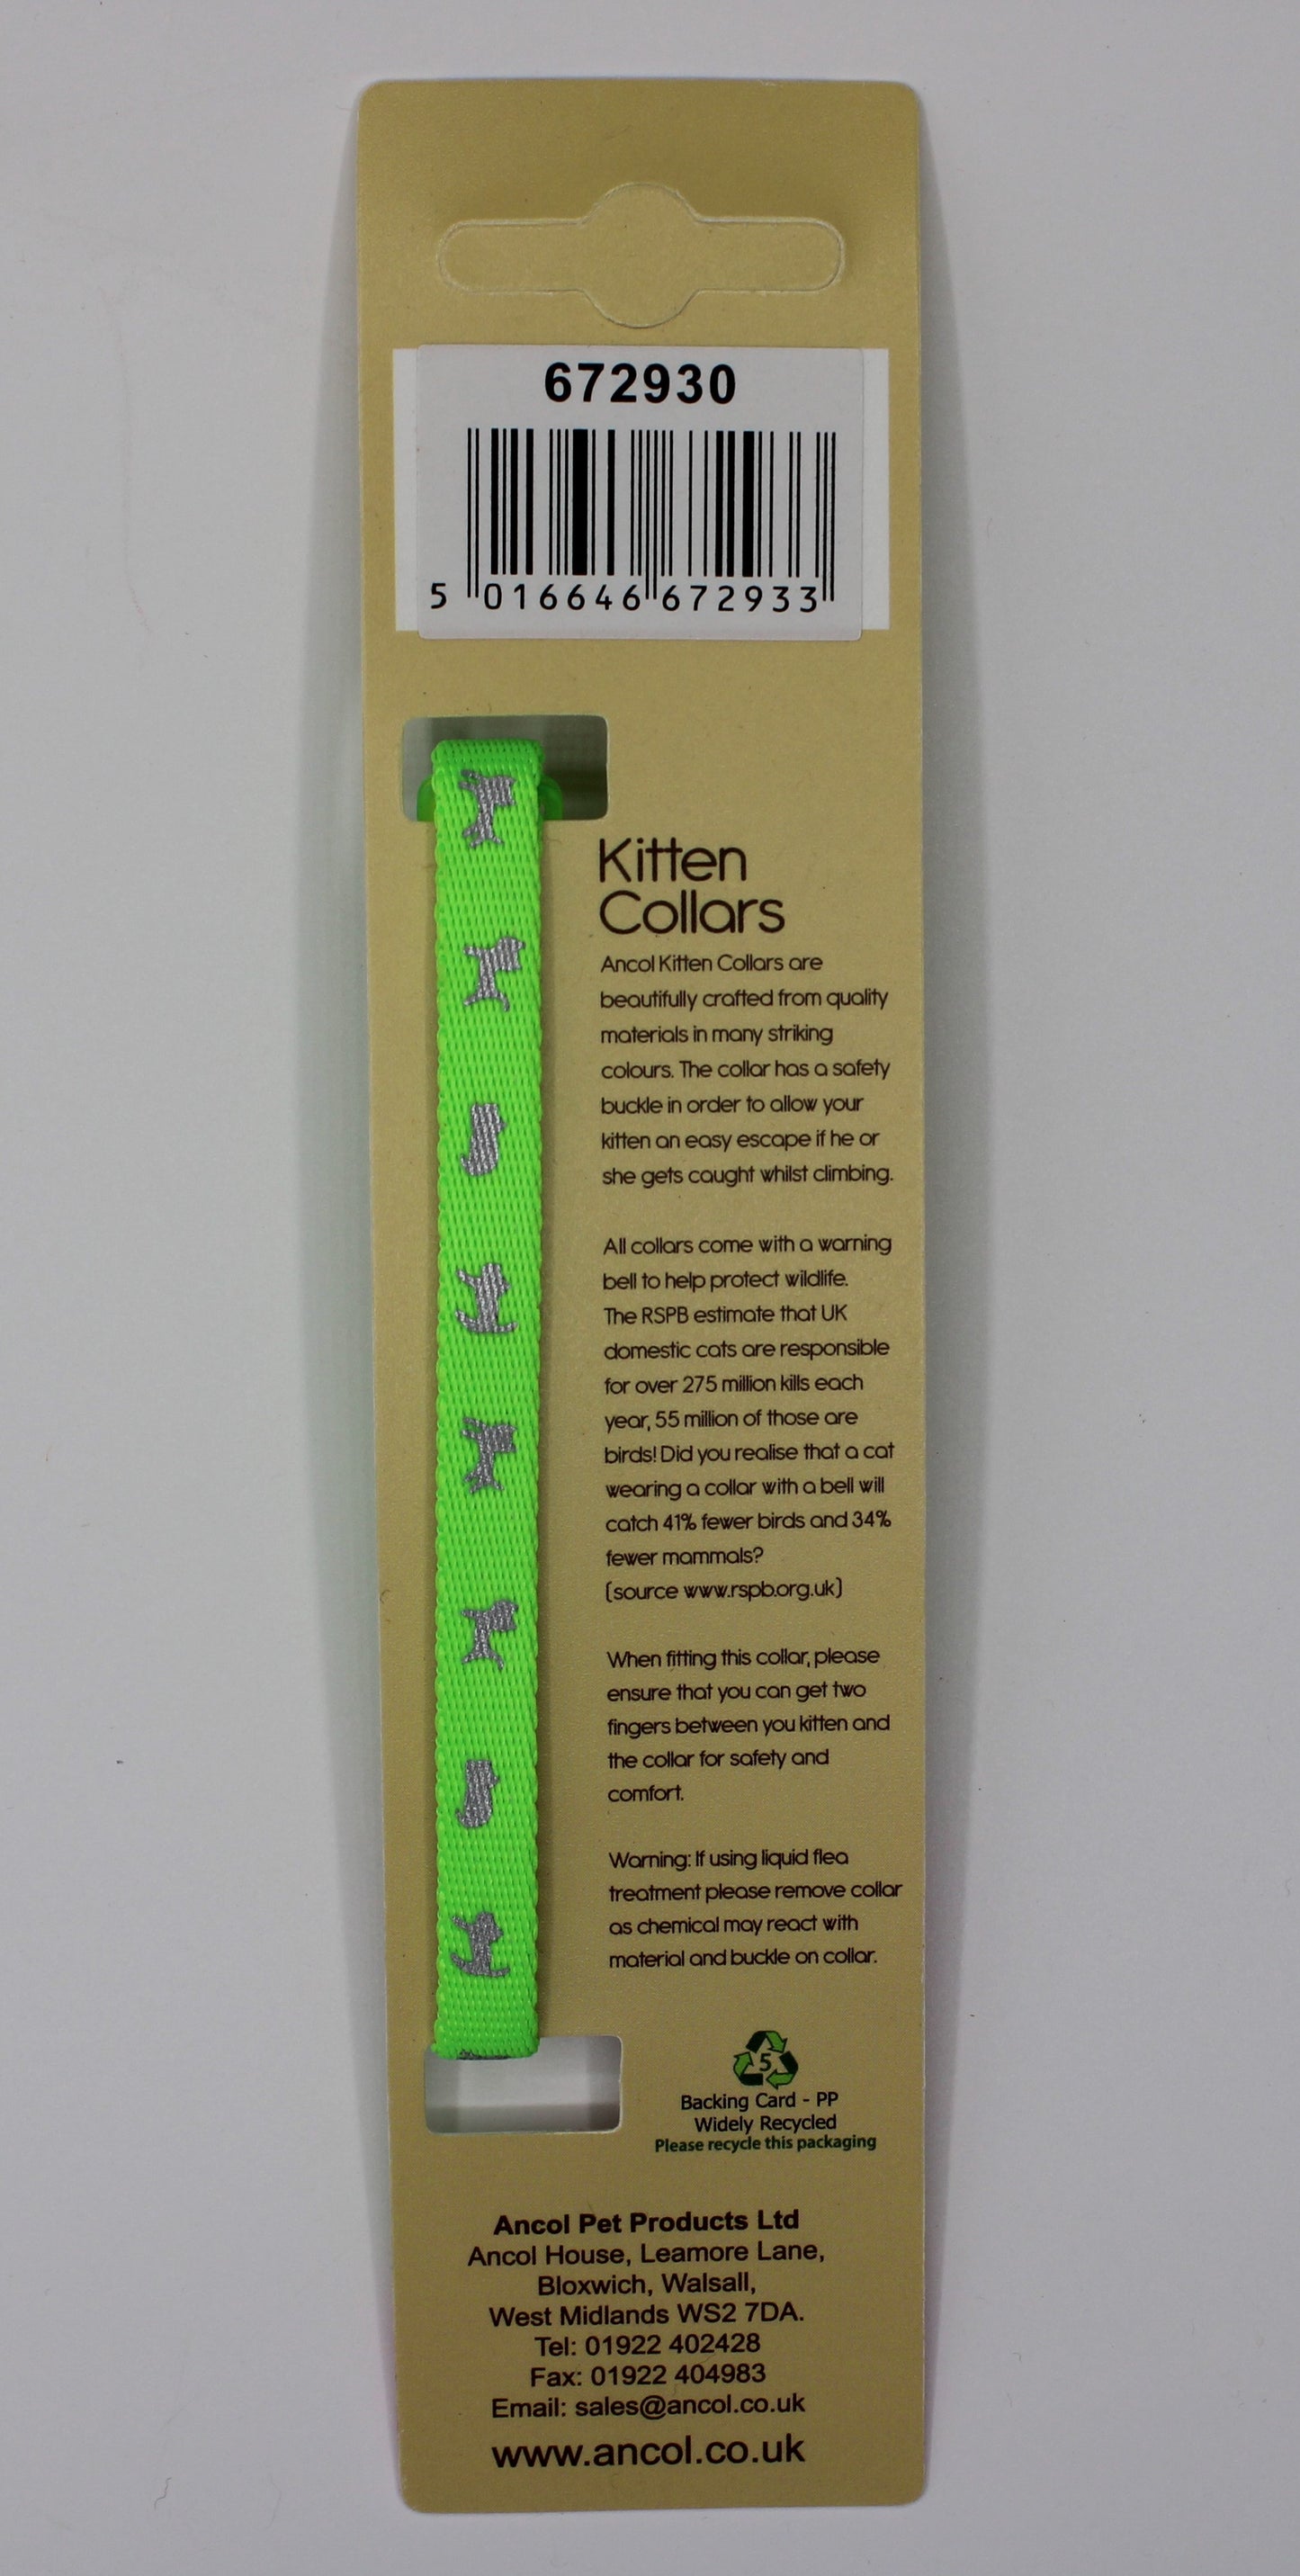 672930
5 016646 672933
Kitten
Collars
Ancol Kitten Collars are
beautifully crafted from quality
materials in many striking
colours. The collar has a safety
buckle in order to allow your
kitten an easy escape if he or
she gets caught whilst climbing.
All collars come with a warning
bell to help protect wildlife.
The RSPB estimate that UK
domestic cats are responsible
for over 275 million kills each
year, 55 million of those are
birds! Did you realise that a cat
wearing a collar with a bell will
catch 41% fewer birds and 34%
fewer mammals?
(source www.rspb.org.uk)
When fitting this collar, please
ensure that you can get two
fingers between you kitten and
the collar for safety and
comfort.
Warning: If using liquid flea
treatment please remove collar
as chemical may react with
material and buckle on collar.
5
Backing Card - PP
Widely Recycled
Please recycle this packaging
Ancol Pet Products Ltd
Ancol House, Leamore Lane,
Bloxwich, Walsall,
West Midlands WS2 7DA.
Tel: 01922 402428
Fax: 01922 404983
Email: sales@ancol.co.uk
www.ancol.co.uk